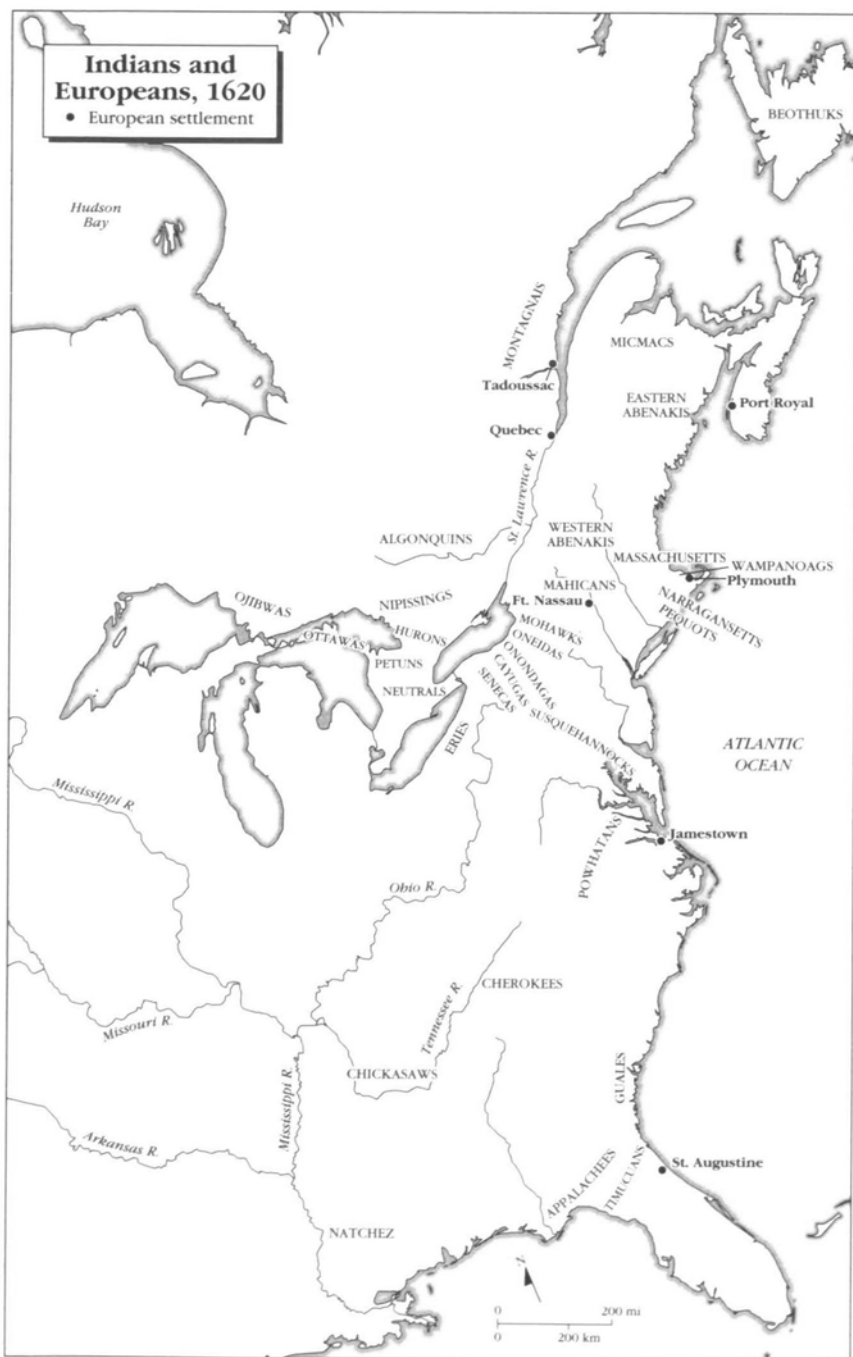 Indians and
Europeans, 1620
• European settlement
BEOTHUKS
Hudson
Bay
MONTAGNAIS
MICMACS
Tadoussac
EASTERN
ABENAKIS
Port Royal
Quebec
St. Lawrence R.
ALGONQUINS
WESTERN
ABENAKIS
MASSACHUSETTS
WAMPANOAGS
Plymouth
MAHICANS
Ft. Nassau
NARRAGANSETTS
PEQUOTS
OJIBWAS
NIPISSINGS
OTTAWAS
HURONS
MOHAWKS
ONEIDAS
PETUNS
ONONDAGAS
CAYUGAS
SENECAS
NEUTRALS
SUSQUEHANNOCKS
ERIES
ATLANTIC
OCEAN
Mississippi R.
Jamestown
POWHATANS
Ohio R.
CHEROKEES
Tennessee R.
Missouri R.
CHICKASAWS
Mississippi R.
GUALES
Arkansas R.
St. Augustine
APPALACHEES
TIMUCUANS
NATCHEZ
N
0 200 mi
0 200 km